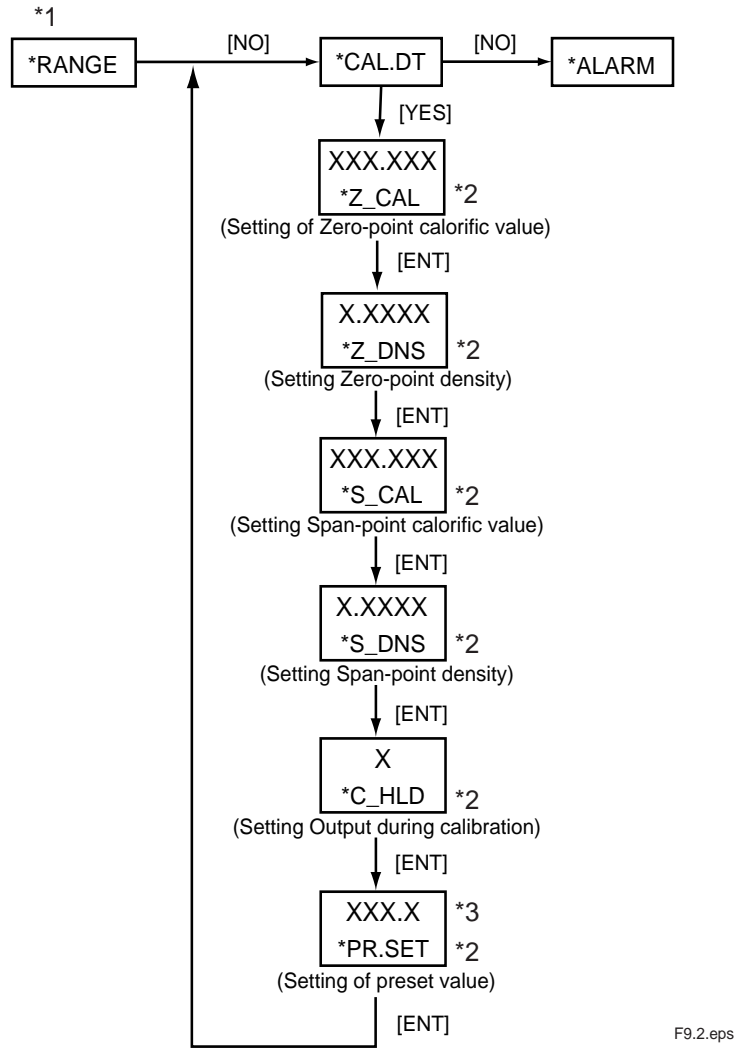 *1
*RANGE
[NO]
*CAL.DT
[NO]
*ALARM
[YES]
XXX.XXX
*Z_CAL *2
(Setting of Zero-point calorific value)
[ENT]
X.XXXX
*Z_DNS *2
(Setting Zero-point density)
[ENT]
XXX.XXX
*S_CAL *2
(Setting Span-point calorific value)
[ENT]
X.XXXX
*S_DNS *2
(Setting Span-point density)
[ENT]
X
*C_HLD *2
(Setting Output during calibration)
[ENT]
XXX.X *3
*PR.SET *2
(Setting of preset value)
[ENT]
F9.2.eps